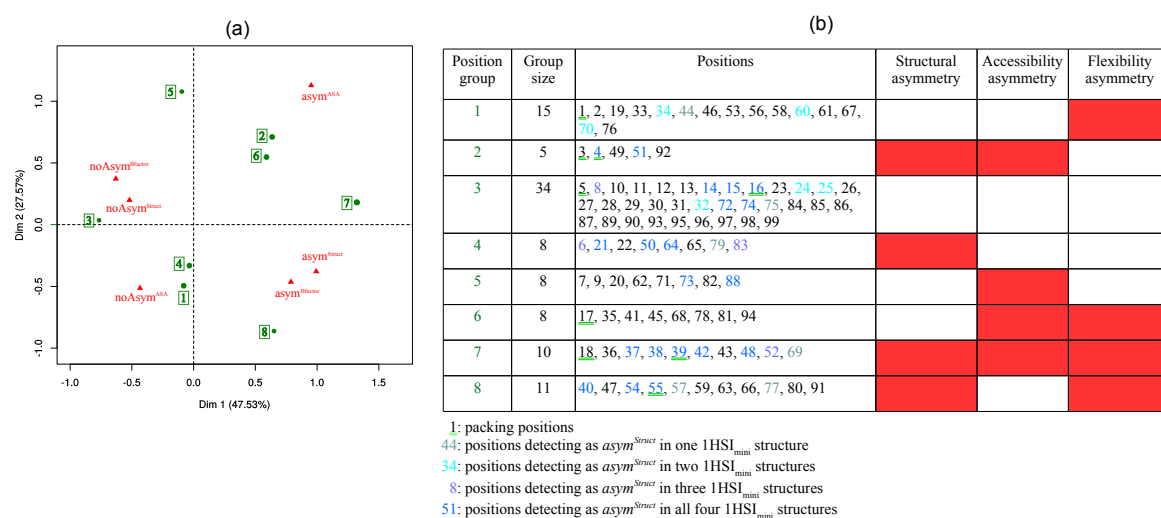 (a)
(b)
1.0
0.5
0.0
-0.5
-1.0
Dim 2 (27.57%)
-1.0 -0.5 0.0 0.5 1.0 1.5
Dim 1 (47.53%)
5
asym^ASA
2
6
noAsym^Bfactor
noAsym^Struct
7
3
4
asym^Struct
noAsym^ASA
asym^Bfactor
1
8
Position group Group size Positions Structural asymmetry Accessibility asymmetry Flexibility asymmetry
1 15 1, 2, 19, 33, 34, 44, 46, 53, 56, 58, 60, 61, 67,
70, 76
2 5 3, 4, 49, 51, 92
3 34 5, 8, 10, 11, 12, 13, 14, 15, 16, 23, 24, 25, 26,
27, 28, 29, 30, 31, 32, 72, 74, 75, 84, 85, 86,
87, 89, 90, 93, 95, 96, 97, 98, 99
4 8 6, 21, 22, 50, 64, 65, 79, 83
5 8 7, 9, 20, 62, 71, 73, 82, 88
6 8 17, 35, 41, 45, 68, 78, 81, 94
7 10 18, 36, 37, 38, 39, 42, 43, 48, 52, 69
8 11 40, 47, 54, 55, 57, 59, 63, 66, 77, 80, 91
1: packing positions
44: positions detecting as asym^Struct in one 1HSI_mini structure
34: positions detecting as asym^Struct in two 1HSI_mini structures
8: positions detecting as asym^Struct in three 1HSI_mini structures
51: positions detecting as asym^Struct in all four 1HSI_mini structures